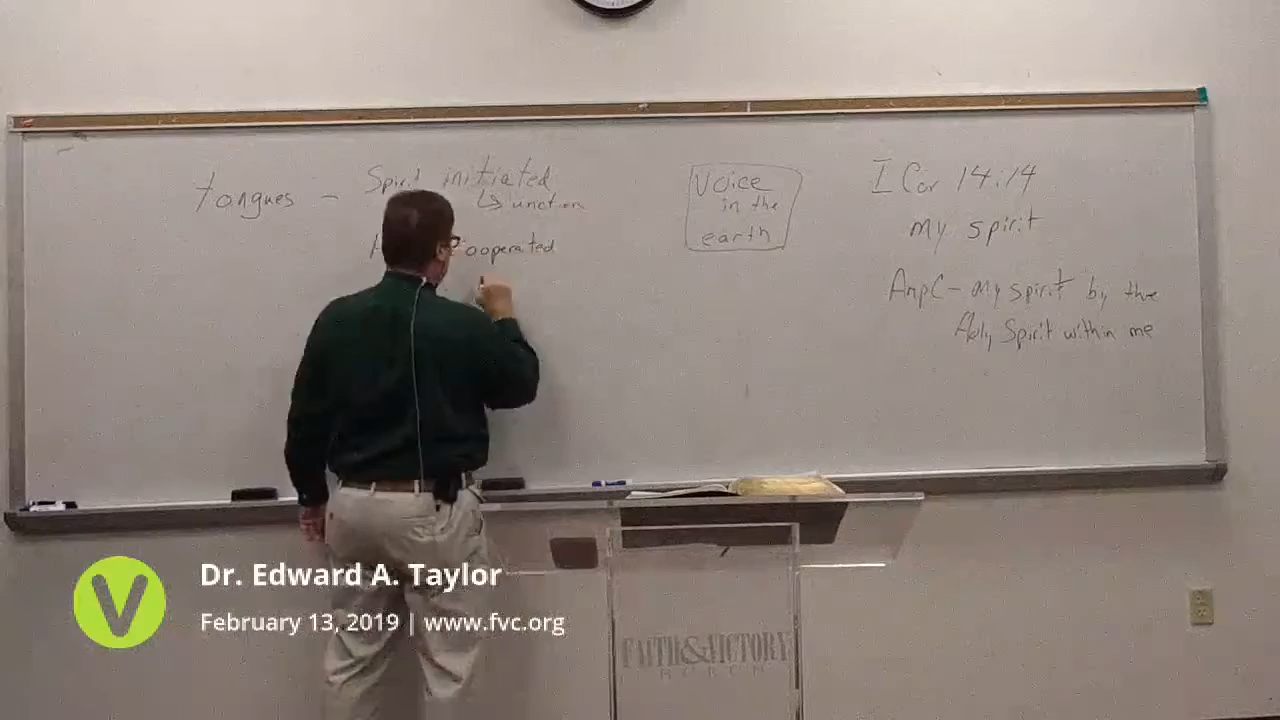 tongues - Spirit initiated
↳ unction
cooperated
Voice
in the
earth
I Cor 14:14
my spirit
AmpC - my spirit by the
Holy Spirit within me
FAITH & VICTORY
CHURCH
V
Dr. Edward A. Taylor
February 13, 2019 | www.fvc.org